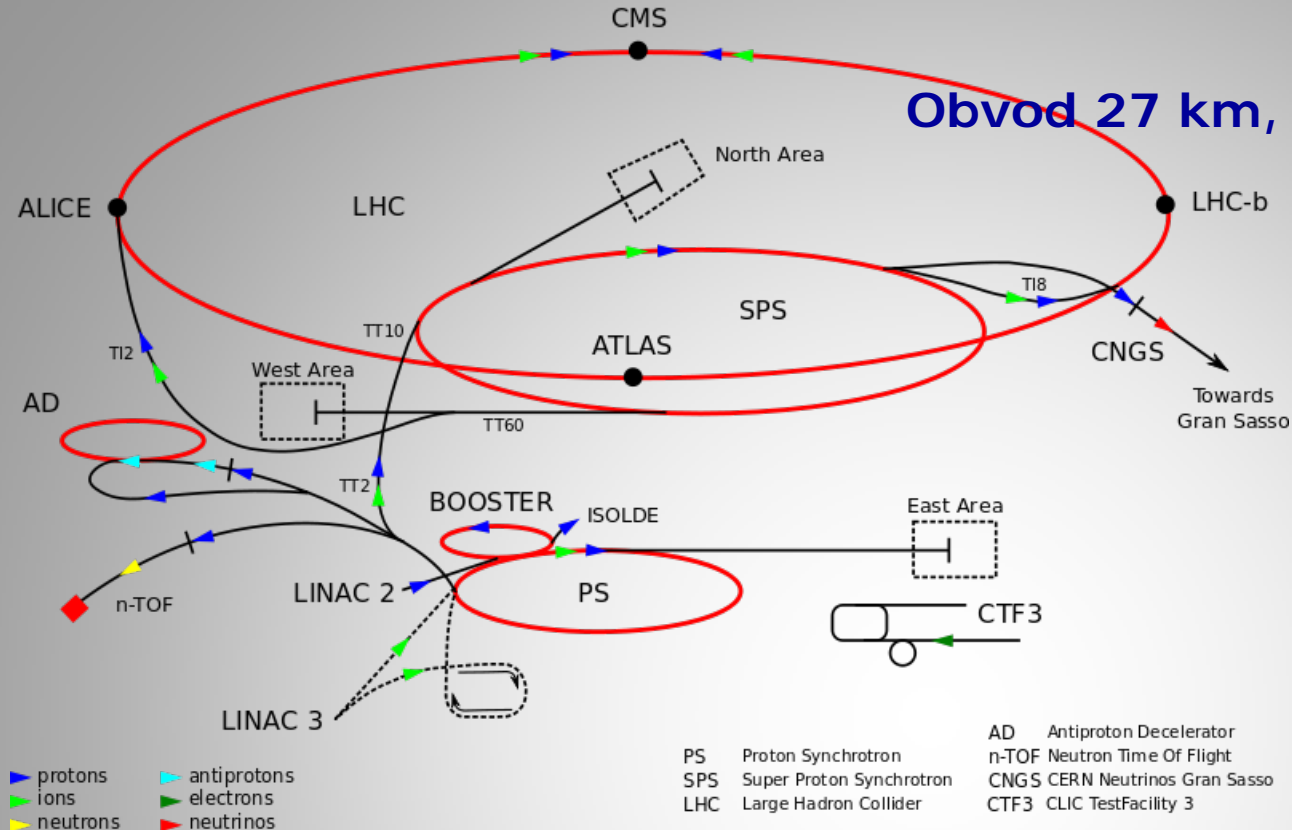 CMS
Obvod 27 km,
North Area
ALICE
LHC
LHC-b
TI8
SPS
TT10
ATLAS
TI2
CNGS
West Area
Towards
Gran Sasso
AD
TT60
TT2
BOOSTER
ISOLDE
East Area
LINAC 2
PS
n-TOF
CTF3
LINAC 3
protons
ions
neutrons
antiprotons
electrons
neutrinos
PS Proton Synchrotron
SPS Super Proton Synchrotron
LHC Large Hadron Collider
AD Antiproton Decelerator
n-TOF Neutron Time Of Flight
CNGS CERN Neutrinos Gran Sasso
CTF3 CLIC TestFacility 3